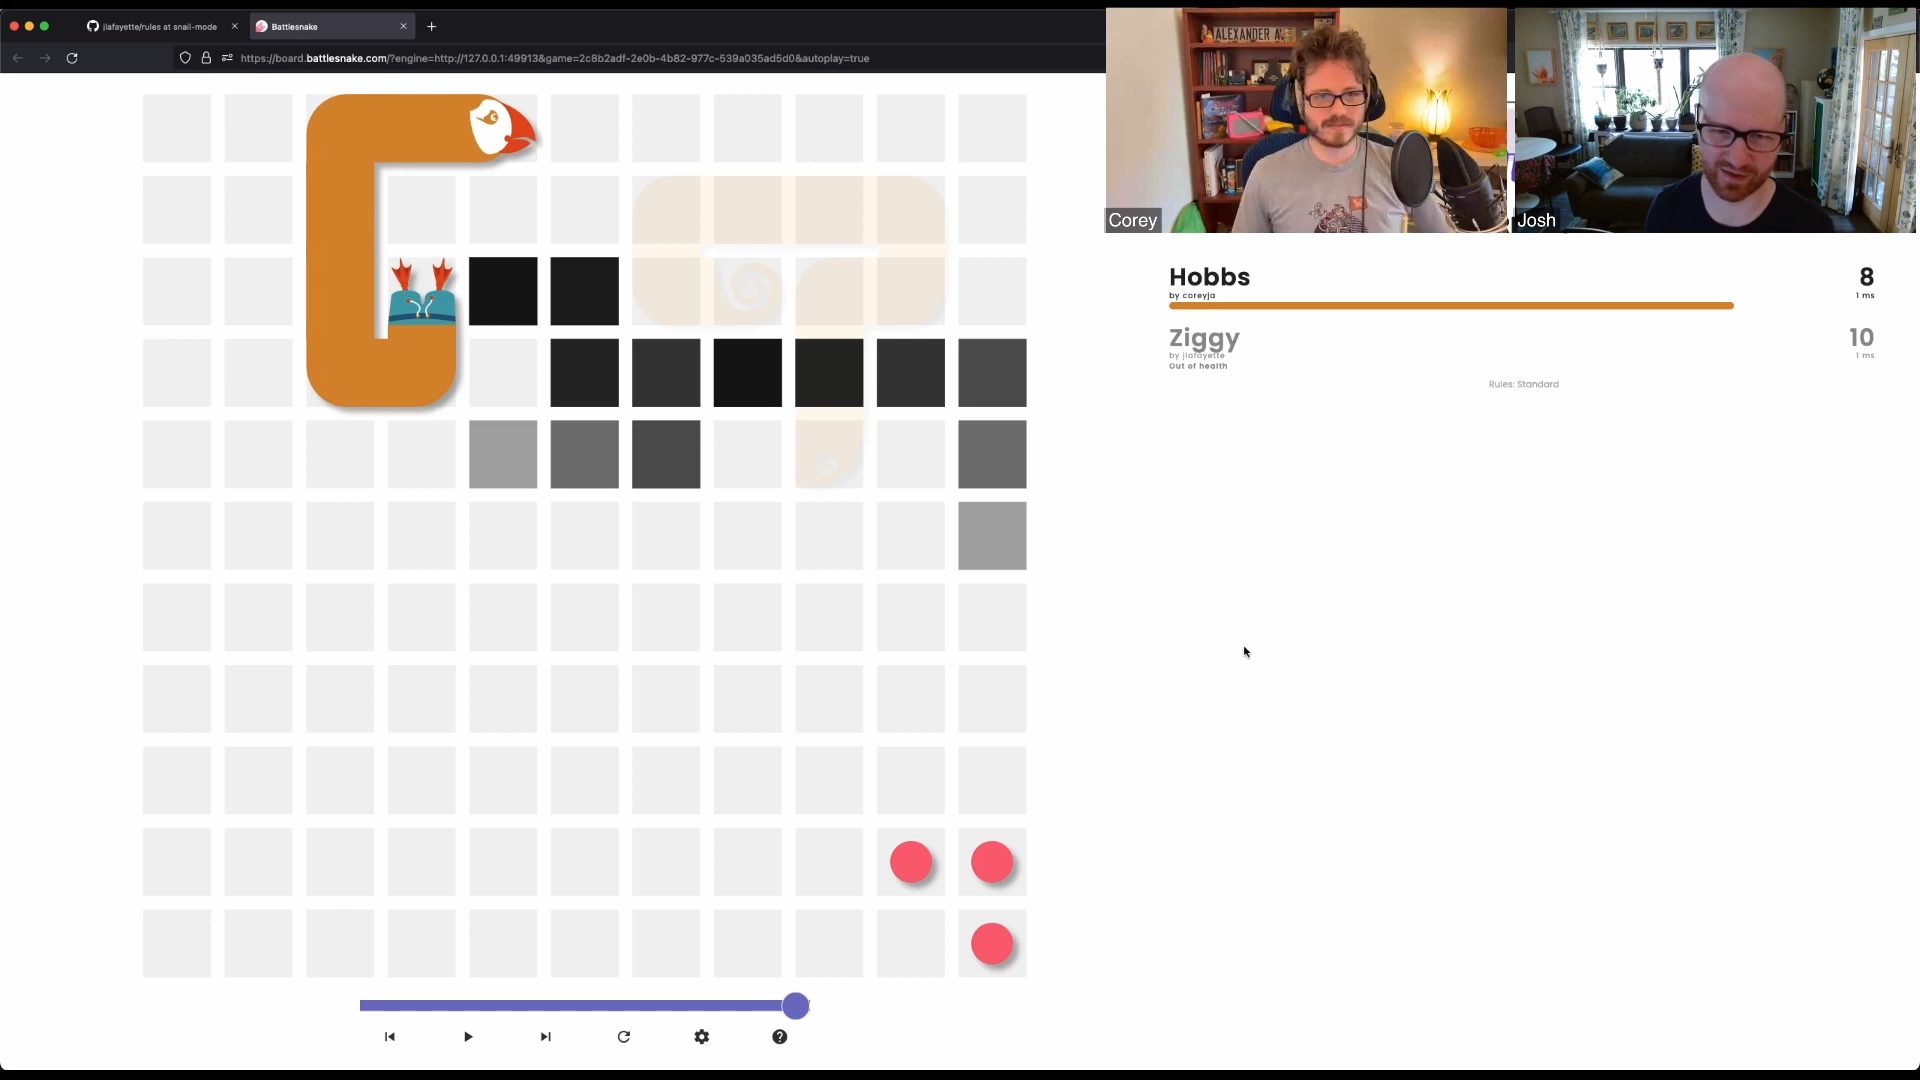 jlafayette/rules at snail-mode
Battlesnake
https://board.battlesnake.com/?engine=http://127.0.0.1:49913&game=2c8b2adf-2e0b-4b82-977c-539a035ad5d0&autoplay=true
ALEXANDER A
Corey
Josh
Hobbs
8
by coreyja
1 ms
Ziggy
10
by jlafayette
1 ms
Out of health
Rules: Standard